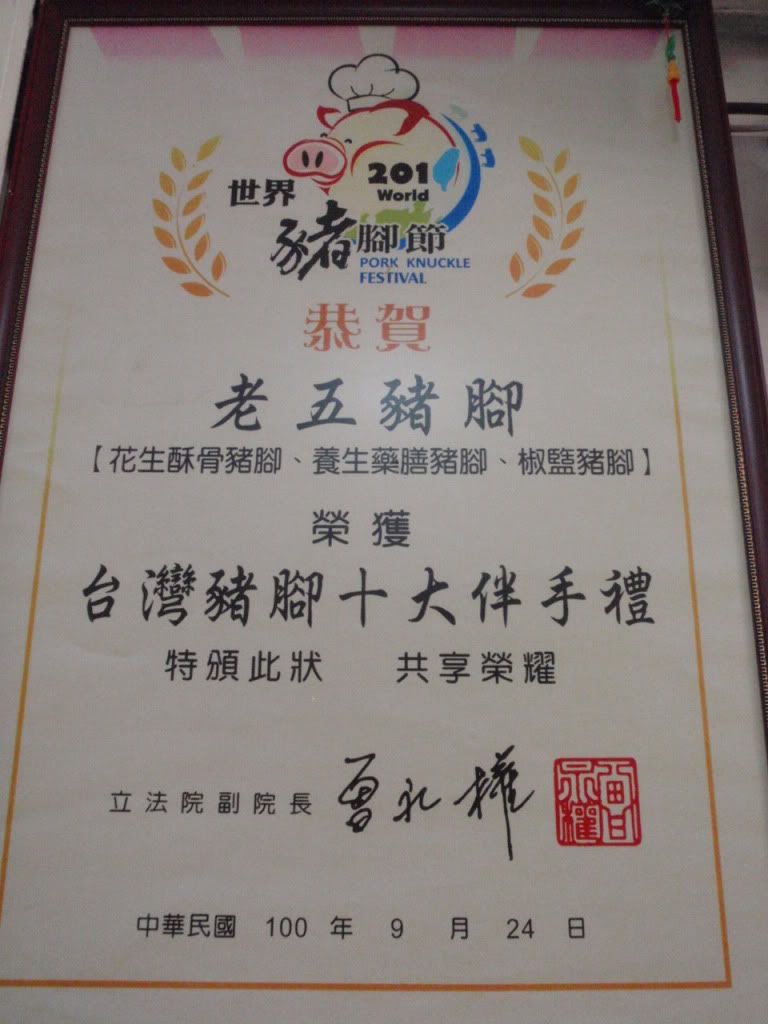 201
World
世界
豬腳節
PORK KNUCKLE
FESTIVAL
恭賀
老五豬腳
【花生酥骨豬腳、養生藥膳豬腳、椒鹽豬腳】
榮獲
台灣豬腳十大伴手禮
特頒此狀 共享榮耀
立法院副院長 曾永權
中華民國 100 年 9 月 24 日